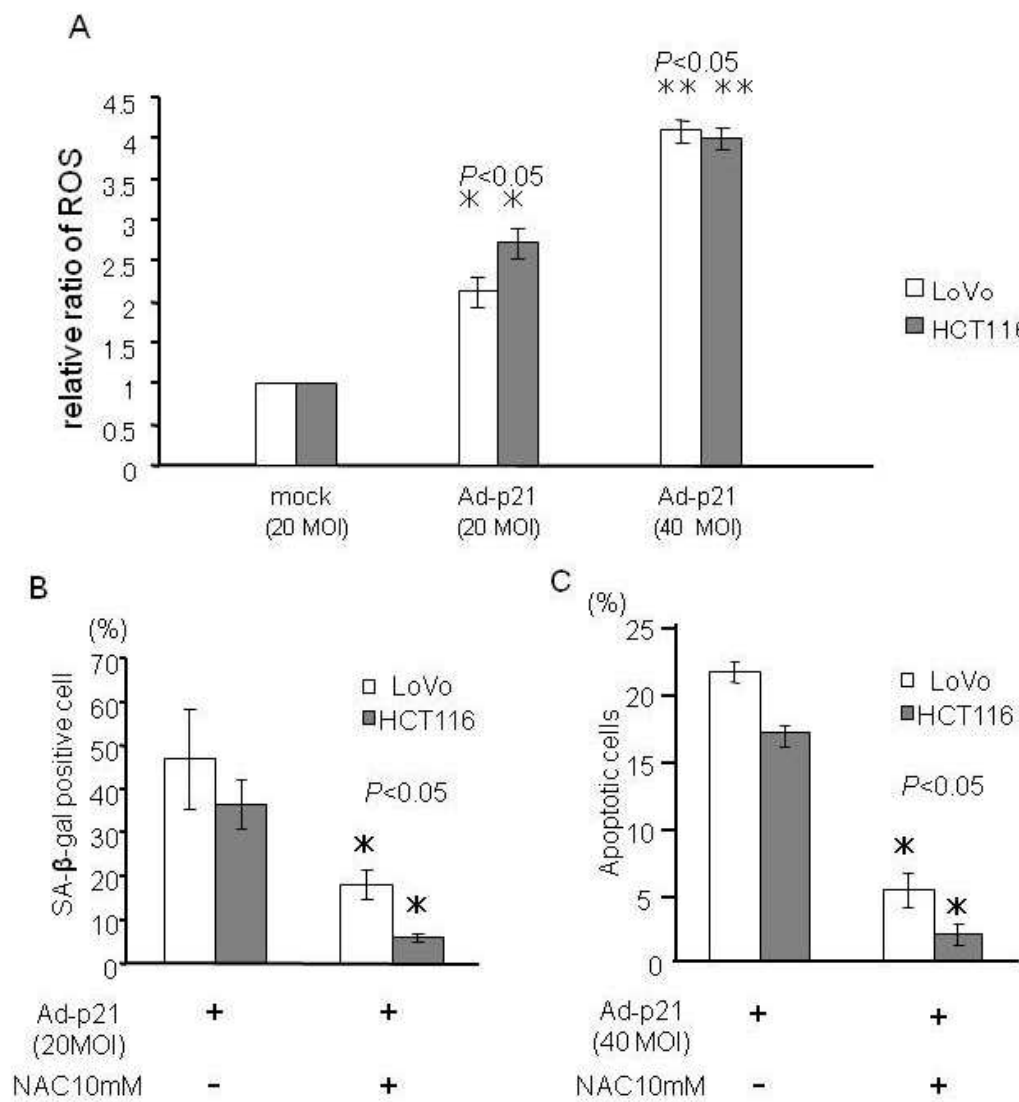 A
P<0.05
** **
P<0.05
* *
relative ratio of ROS
4.5
4
3.5
3
2.5
2
1.5
1
0.5
0
LoVo
HCT116
mock
(20 MOI)
Ad-p21
(20 MOI)
Ad-p21
(40 MOI)
B
(%)
SA-β-gal positive cell
70
60
50
40
30
20
10
0
LoVo
HCT116
P<0.05
*
*
Ad-p21
(20MOI)
+ +
NAC10mM
- +
C
(%)
Apoptotic cells
25
20
15
10
5
0
LoVo
HCT116
P<0.05
*
*
Ad-p21
(40 MOI)
+ +
NAC10mM
- +